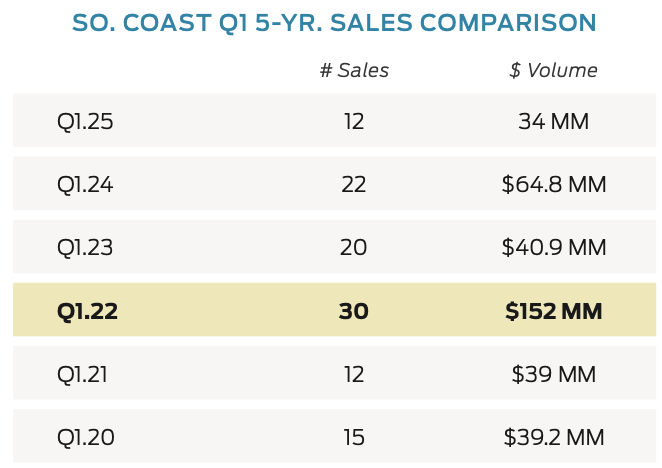 SO. COAST Q1 5-YR. SALES COMPARISON
# Sales $ Volume
Q1.25 12 34 MM
Q1.24 22 $64.8 MM
Q1.23 20 $40.9 MM
Q1.22 30 $152 MM
Q1.21 12 $39 MM
Q1.20 15 $39.2 MM